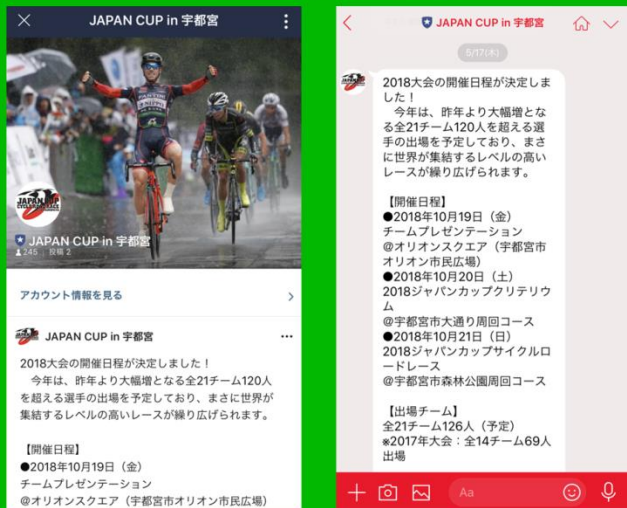 JAPAN CUP in 宇都宮
JAPAN CUP
CYCLE ROAD RACE
JAPAN CUP in 宇都宮
245 投稿 2
アカウント情報を見る
JAPAN CUP in 宇都宮
2018大会の開催日程が決定しました！
今年は、昨年より大幅増となる全21チーム120人
を超える選手の出場を予定しており、まさに世界が
集結するレベルの高いレースが繰り広げられます。
【開催日程】
●2018年10月19日（金）
チームプレゼンテーション
@オリオンスクエア（宇都宮市オリオン市民広場）
JAPAN CUP in 宇都宮
5/17(木)
2018大会の開催日程が決定しま
した！
今年は、昨年より大幅増とな
る全21チーム120人を超える選
手の出場を予定しており、まさ
に世界が集結するレベルの高い
レースが繰り広げられます。
【開催日程】
●2018年10月19日（金）
チームプレゼンテーション
@オリオンスクエア（宇都宮市
オリオン市民広場）
●2018年10月20日（土）
2018ジャパンカップクリテリウ
ム
@宇都宮市大通り周回コース
●2018年10月21日（日）
2018ジャパンカップサイクルロ
ードレース
@宇都宮市森林公園周回コース
【出場チーム】
全21チーム126人（予定）
※2017年大会：全14チーム69人
出場
Aa